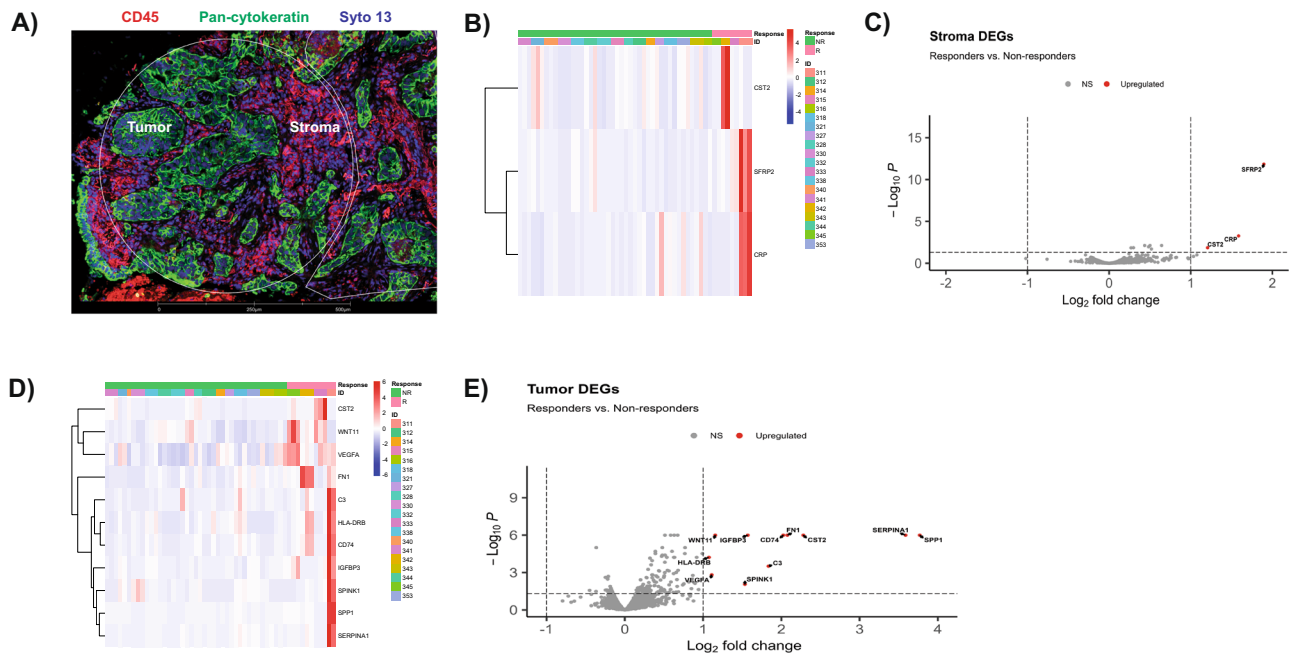 A)
CD45 Pan-cytokeratin Syto 13
Tumor
Stroma
0 250μm 500μm
B)
Response
ID
CST2
SFRP2
CRP
4
2
0
-2
-4
Response
NR
R
ID
311
312
314
315
316
318
321
327
328
330
332
333
338
340
341
342
343
344
345
353
C)
Stroma DEGs
Responders vs. Non-responders
NS Upregulated
15
10
5
0
− Log10 P
SFRP2
CRP
CST2
-2 -1 0 1 2
Log2 fold change
D)
Response
ID
CST2
WNT11
VEGFA
FN1
C3
HLA-DRB
CD74
IGFBP3
SPINK1
SPP1
SERPINA1
6
4
2
0
-2
-4
-6
Response
NR
R
ID
311
312
314
315
316
318
321
327
328
330
332
333
338
340
341
342
343
344
345
353
E)
Tumor DEGs
Responders vs. Non-responders
NS Upregulated
9
6
3
0
− Log10 P
WNT11 IGFBP3 CD74 FN1 CST2 SERPINA1 SPP1
HLA-DRB C3
VEGFA SPINK1
-1 0 1 2 3 4
Log2 fold change